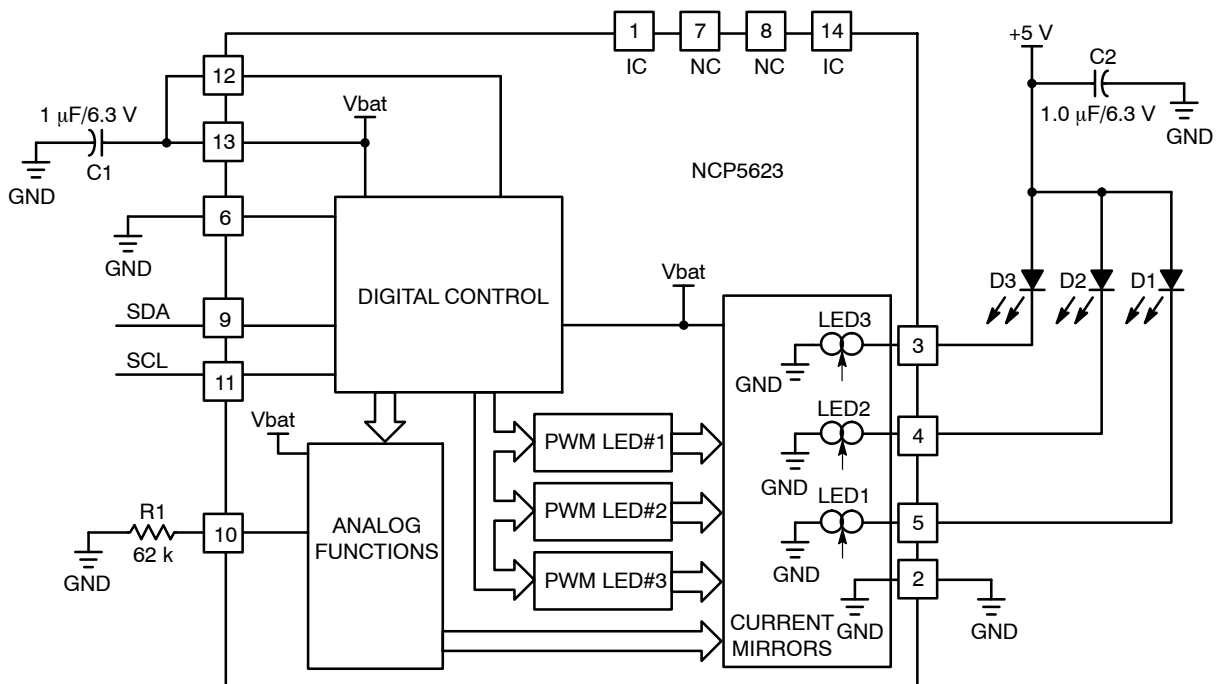 1
7
8
14
IC
NC
NC
IC
+5 V
C2
1.0 μF/6.3 V
GND
12
Vbat
1 μF/6.3 V
13
GND
C1
NCP5623
6
GND
DIGITAL CONTROL
Vbat
D3
D2
D1
SDA
9
SCL
11
LED3
3
GND
Vbat
LED2
4
GND
PWM LED#1
LED1
5
GND
PWM LED#2
R1
10
62 k
GND
ANALOG
FUNCTIONS
PWM LED#3
2
GND
GND
CURRENT
MIRRORS